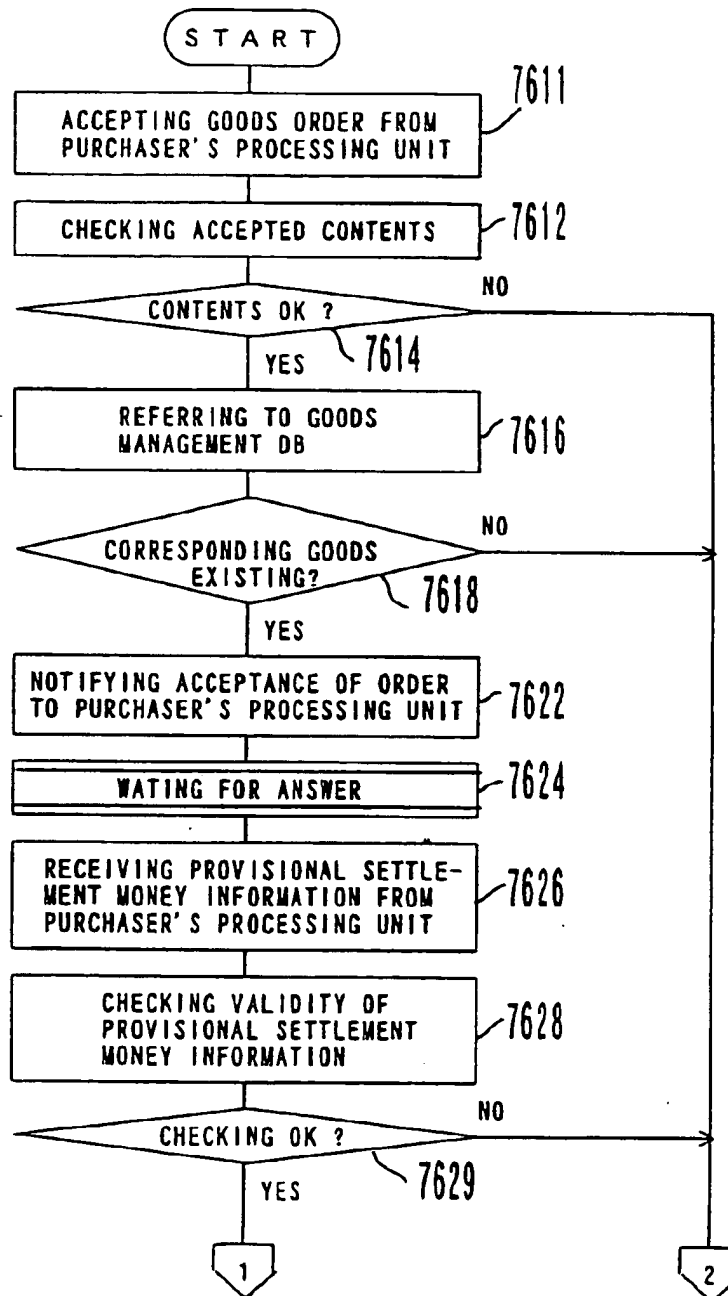 START
ACCEPTING GOODS ORDER FROM
PURCHASER'S PROCESSING UNIT
7611
CHECKING ACCEPTED CONTENTS
7612
CONTENTS OK ?
NO
7614
YES
REFERRING TO GOODS
MANAGEMENT DB
7616
CORRESPONDING GOODS
EXISTING?
NO
7618
YES
NOTIFYING ACCEPTANCE OF ORDER
TO PURCHASER'S PROCESSING UNIT
7622
WATING FOR ANSWER
7624
RECEIVING PROVISIONAL SETTLE-
MENT MONEY INFORMATION FROM
PURCHASER'S PROCESSING UNIT
7626
CHECKING VALIDITY OF
PROVISIONAL SETTLEMENT
MONEY INFORMATION
7628
CHECKING OK ?
NO
7629
YES
1
2